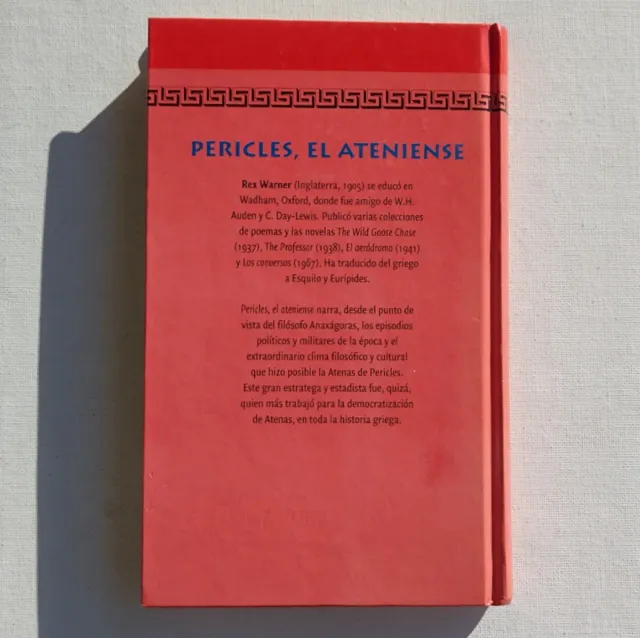 PERICLES, EL ATENIENSE
Rex Warner (Inglaterra, 1905) se educó en
Wadham, Oxford, donde fue amigo de W.H.
Auden y C. Day-Lewis. Publicó varias colecciones
de poemas y las novelas The Wild Goose Chase
(1937), The Professor (1938), El aeródromo (1941)
y Los conversos (1967). Ha traducido del griego
a Esquilo y Eurípides.
Pericles, el ateniense narra, desde el punto de
vista del filósofo Anaxágoras, los episodios
políticos y militares de la época y el
extraordinario clima filosófico y cultural
que hizo posible la Atenas de Pericles.
Este gran estratega y estadista fue, quizá,
quien más trabajó para la democratización
de Atenas, en toda la historia griega.